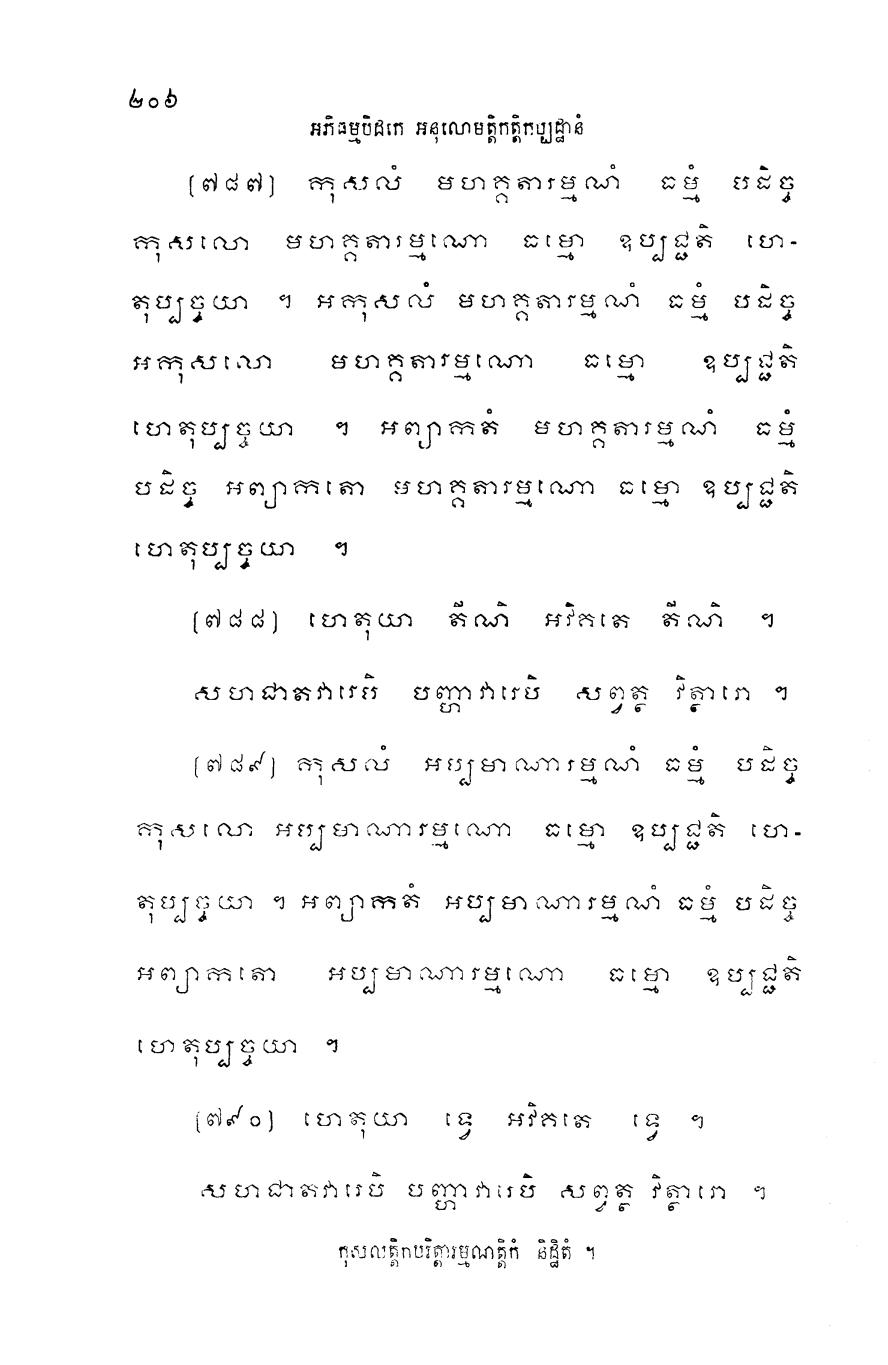 ២០៦
អភិធម្មបិដកេ អនុលោមត្តិកត្តិកប្បដ្ឋានំ
(៧៨៧) កុសលំ មហគ្គតារម្មណំ ធម្មំ បដិច្ច
កុសលោ មហគ្គតារម្មណោ ធម្មោ ឧប្បជ្ជតិ ហេ-
តុប្បច្ចយា ។ អកុសលំ មហគ្គតារម្មណំ ធម្មំ បដិច្ច
អកុសលោ មហគ្គតារម្មណោ ធម្មោ ឧប្បជ្ជតិ
ហេតុប្បច្ចយា ។ អព្យាកតំ មហគ្គតារម្មណំ ធម្មំ
បដិច្ច អព្យាកតោ មហគ្គតារម្មណោ ធម្មោ ឧប្បជ្ជតិ
ហេតុប្បច្ចយា ។
(៧៨៨) ហេតុយា តីណិ អវិគតេ តីណិ ។
សហជាតវារេបិ បញ្ហាវារេបិ សព្វត្ថ វិត្ថារោ ។
(៧៨៩) កុសលំ អប្បមាណារម្មណំ ធម្មំ បដិច្ច
កុសលោ អប្បមាណារម្មណោ ធម្មោ ឧប្បជ្ជតិ ហេ-
តុប្បច្ចយា ។ អព្យាកតំ អប្បមាណារម្មណំ ធម្មំ បដិច្ច
អព្យាកតោ អប្បមាណារម្មណោ ធម្មោ ឧប្បជ្ជតិ
ហេតុប្បច្ចយា ។
(៧៩០) ហេតុយា ទ្វេ អវិគតេ ទ្វេ ។
សហជាតវារេបិ បញ្ហាវារេបិ សព្វត្ថ វិត្ថារោ ។
កុសលត្តិកបរិត្តារម្មណត្តិកំ និដ្ឋិតំ ។